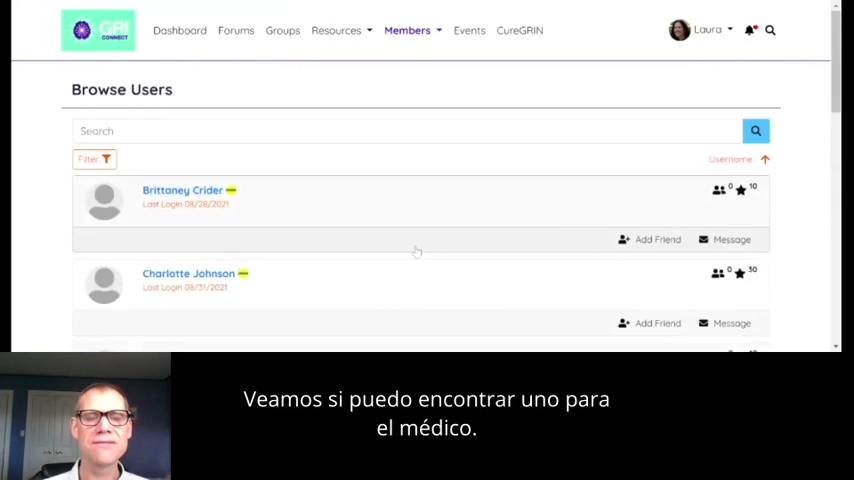 GRI
CONNECT
Dashboard Forums Groups Resources Members Events CureGRIN
Laura
Browse Users
Search
Filter
Username
Brittaney Crider
0 10
Last Login 08/28/2021
Add Friend Message
Charlotte Johnson
0 30
Last Login 08/31/2021
Add Friend Message
Veamos si puedo encontrar uno para
el médico.